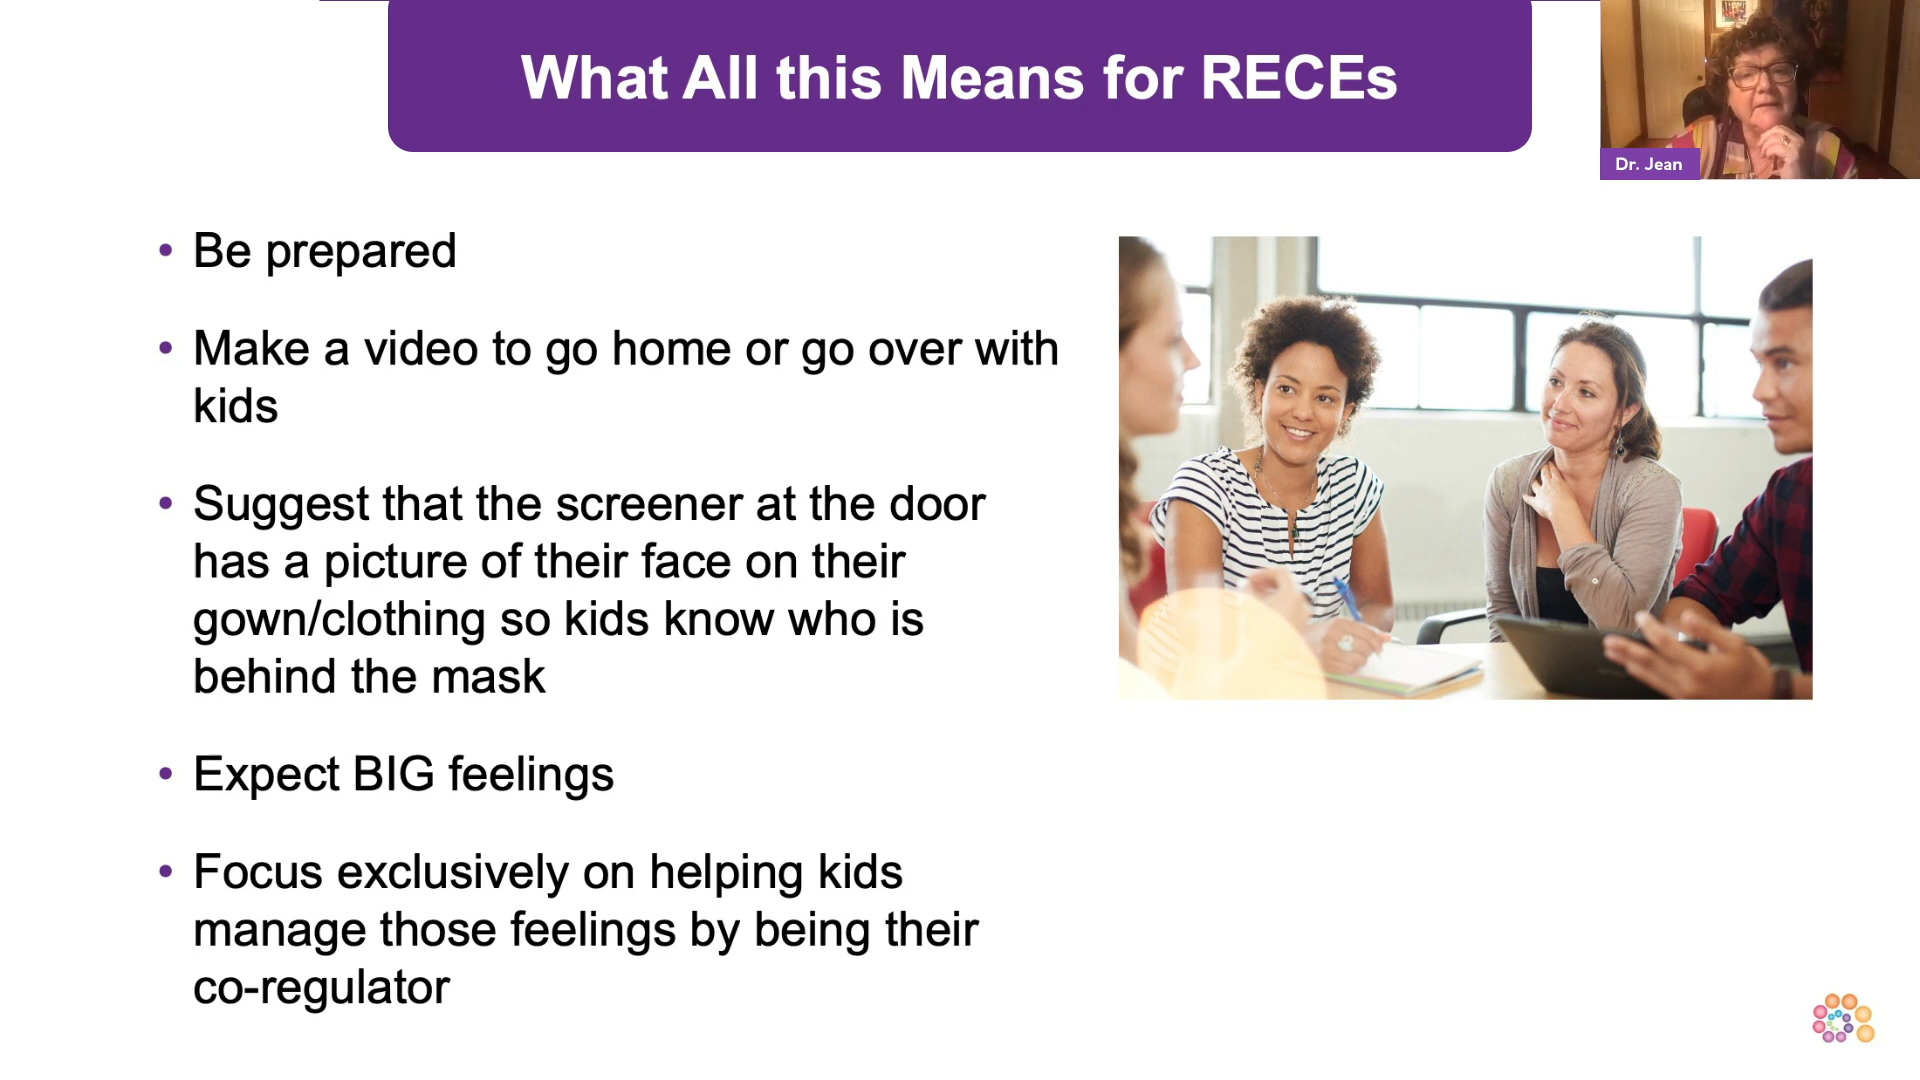 What All this Means for RECEs
Dr. Jean
• Be prepared
• Make a video to go home or go over with
kids
• Suggest that the screener at the door
has a picture of their face on their
gown/clothing so kids know who is
behind the mask
• Expect BIG feelings
• Focus exclusively on helping kids
manage those feelings by being their
co-regulator